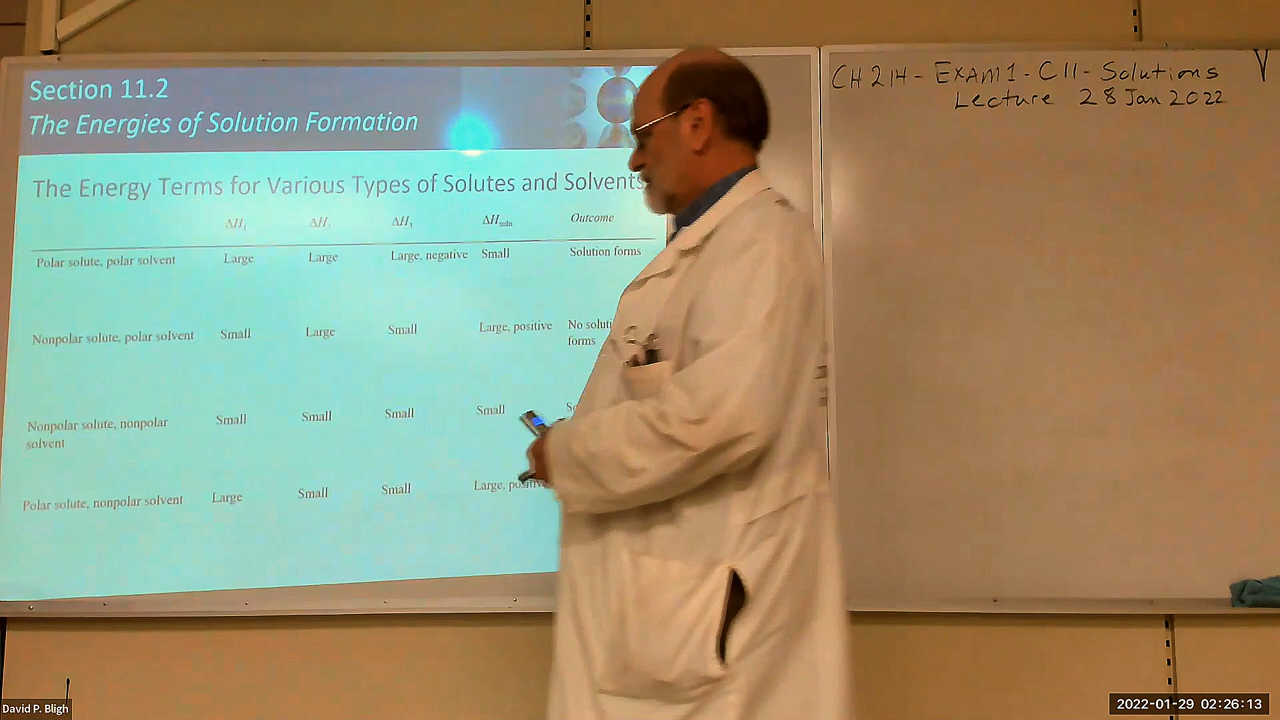 Section 11.2
The Energies of Solution Formation
The Energy Terms for Various Types of Solutes and Solvents
ΔH₁ ΔH₂ ΔH₃ ΔHsoln Outcome
Polar solute, polar solvent Large Large Large, negative Small Solution forms
Nonpolar solute, polar solvent Small Large Small Large, positive No
forms
Nonpolar solute, nonpolar Small Small Small Small
solvent
Polar solute, nonpolar solvent Large Small Small Large,
CH 214 - EXAM 1 - C11 - Solutions
Lecture 28 Jan 2022
David P. Bligh
2022-01-29 02:26:13